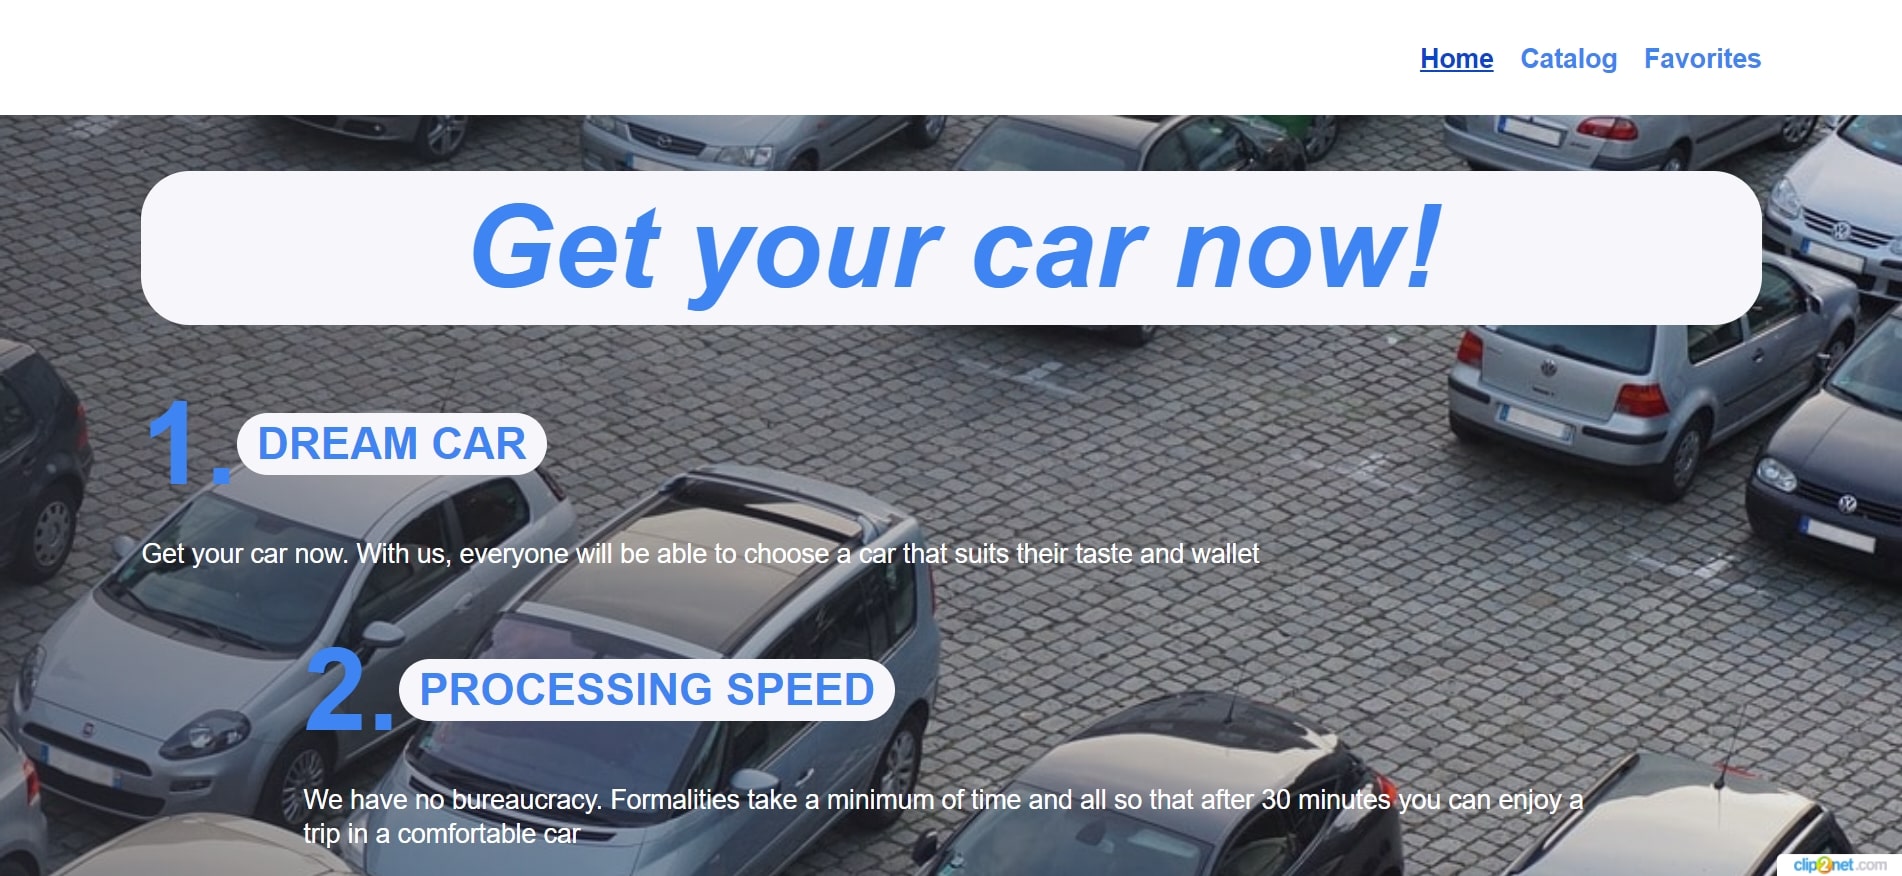 Home Catalog Favorites
Get your car now!
1. DREAM CAR
Get your car now. With us, everyone will be able to choose a car that suits their taste and wallet
2. PROCESSING SPEED
We have no bureaucracy. Formalities take a minimum of time and all so that after 30 minutes you can enjoy a
trip in a comfortable car
clip2net.com